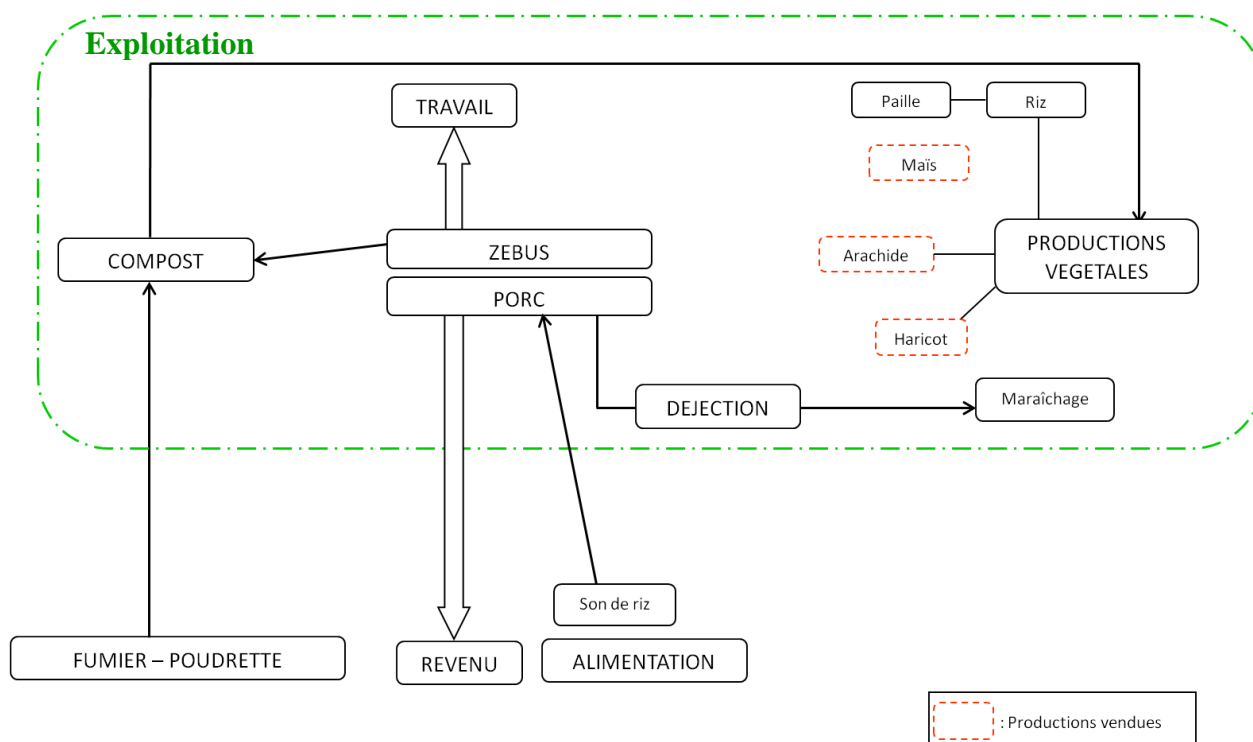 Exploitation
TRAVAIL
Paille
Riz
Maïs
COMPOST
ZEBUS
PORC
Arachide
PRODUCTIONS
VEGETALES
Haricot
DEJECTION
Maraîchage
Son de riz
FUMIER – POUDRETTE
REVENU
ALIMENTATION
: Productions vendues